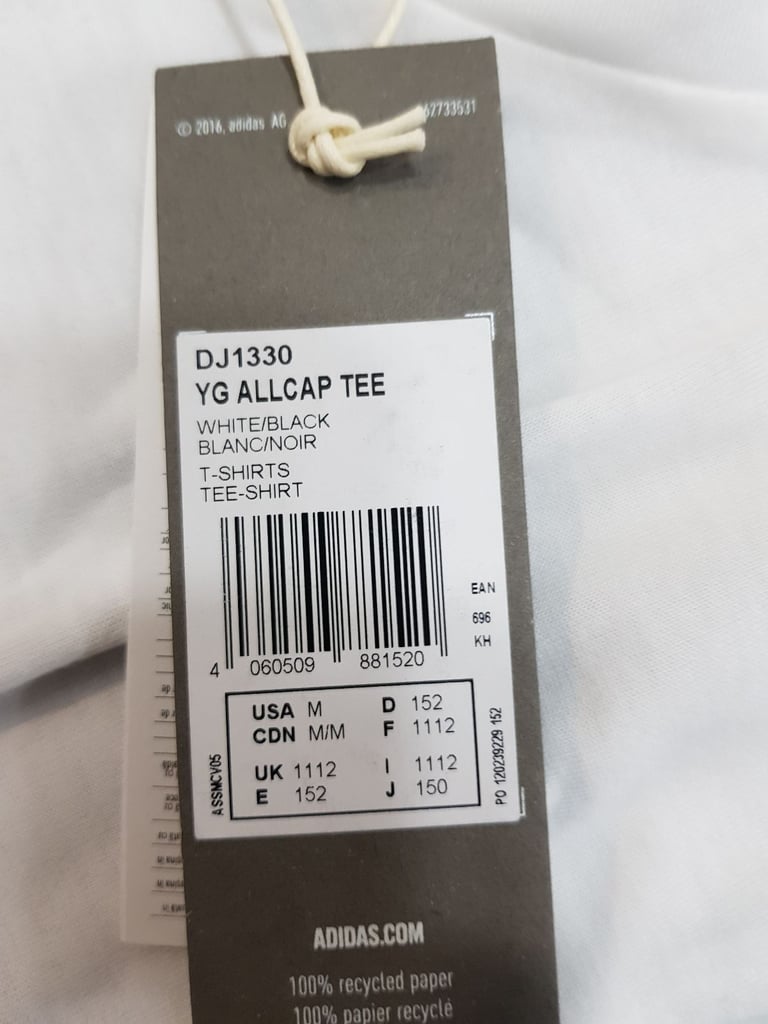 © 2016, adidas AG
62733531
DJ1330
YG ALLCAP TEE
WHITE/BLACK
BLANC/NOIR
T-SHIRTS
TEE-SHIRT
EAN
696
KH
4 060509 881520
USA M D 152
CDN M/M F 1112
UK 1112 I 1112
E 152 J 150
ASSMCV05
PO 120239229 152
ADIDAS.COM
100% recycled paper
100% papier recyclé